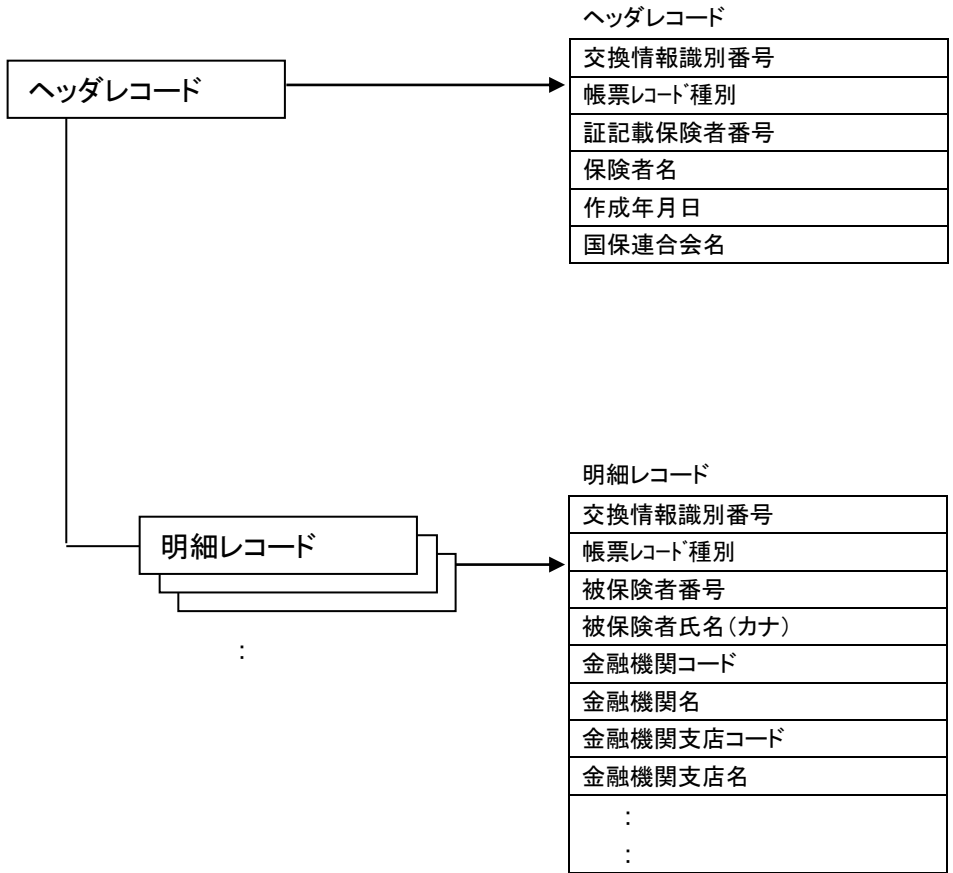 ヘッダレコード
ヘッダレコード
交換情報識別番号
帳票ﾚｺｰﾄﾞ種別
証記載保険者番号
保険者名
作成年月日
国保連合会名
明細レコード
明細レコード
:
交換情報識別番号
帳票ﾚｺｰﾄﾞ種別
被保険者番号
被保険者氏名(カナ)
金融機関コード
金融機関名
金融機関支店コード
金融機関支店名
:
: